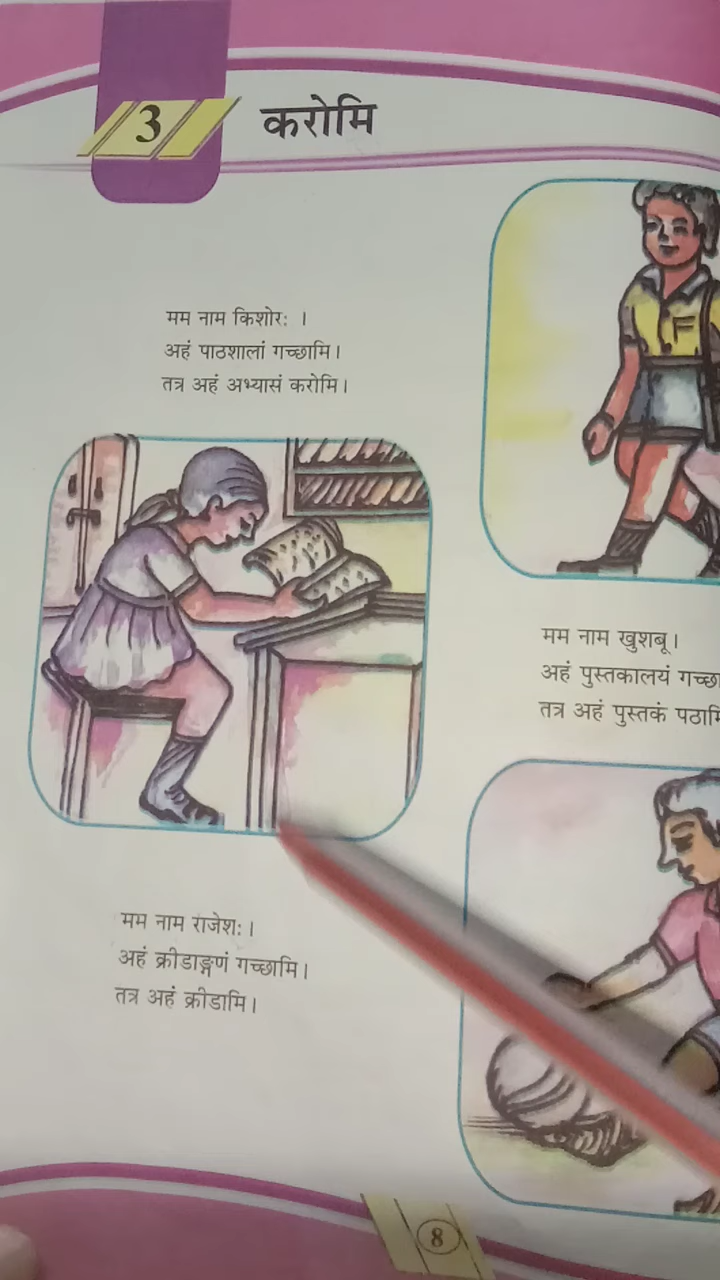 3 करोमि
मम नाम किशोरः ।
अहं पाठशालां गच्छामि।
तत्र अहं अभ्यासं करोमि।
मम नाम खुशबू।
अहं पुस्तकालयं
तत्र अहं पुस्तकं
मम नाम राजेशः।
अहं क्रीडाङ्गणं गच्छामि।
तत्र अहं क्रीडामि।
8